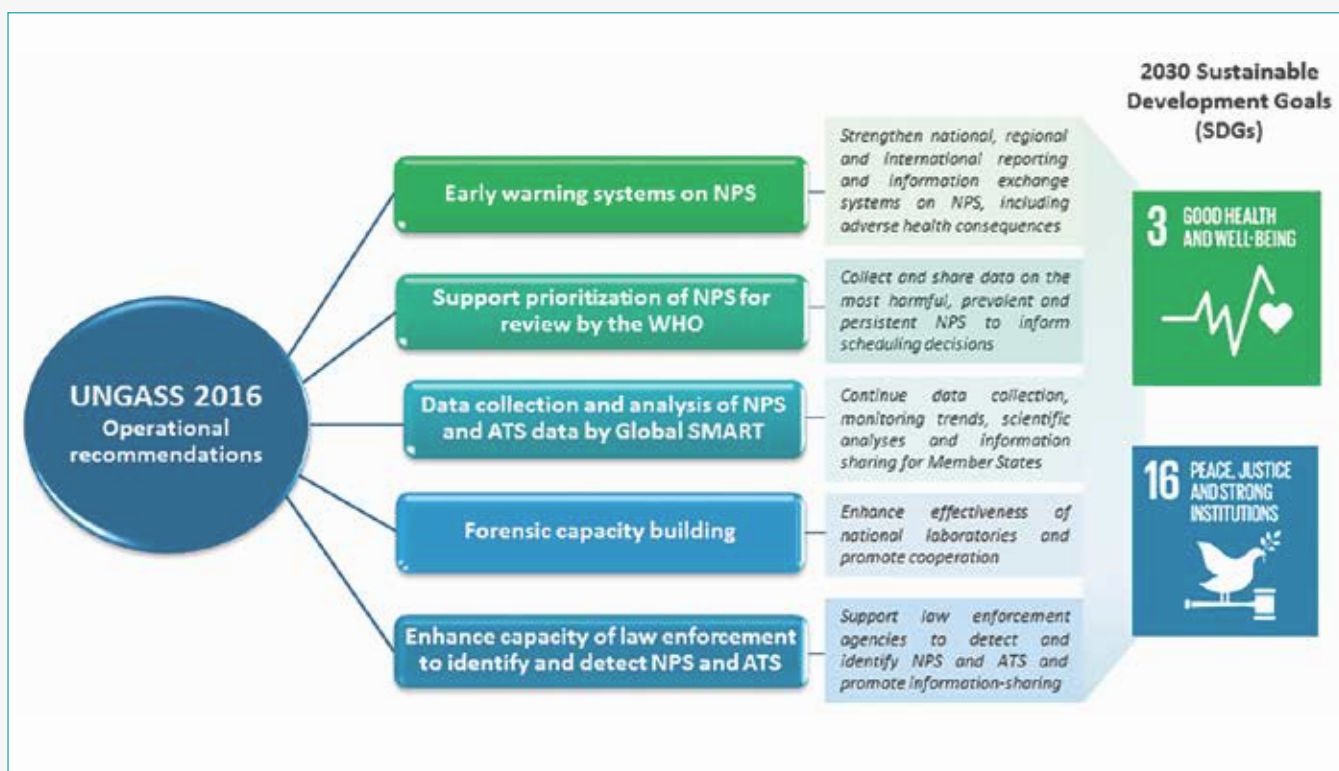 2030 Sustainable
Development Goals
(SDGs)
UNGASS 2016
Operational
recommendations
Early warning systems on NPS
Strengthen national, regional
and international reporting
and information exchange
systems on NPS, including
adverse health consequences
Support prioritization of NPS for
review by the WHO
Collect and share data on the
most harmful, prevalent and
persistent NPS to inform
scheduling decisions
Data collection and analysis of NPS
and ATS data by Global SMART
Continue data collection,
monitoring trends, scientific
analyses and information
sharing for Member States
Forensic capacity building
Enhance effectiveness of
national laboratories and
promote cooperation
Enhance capacity of law enforcement
to identify and detect NPS and ATS
Support law enforcement
agencies to detect and
identify NPS and ATS and
promote information-sharing
3 GOOD HEALTH
AND WELL-BEING
16 PEACE, JUSTICE
AND STRONG
INSTITUTIONS